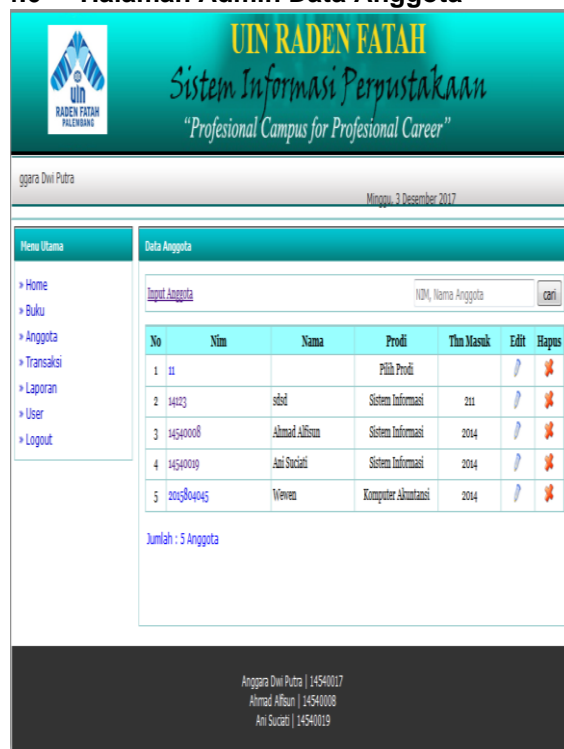 Halaman Admin Data Anggota
UIN RADEN FATAH
Sistem Informasi Perpustakaan
“Profesional Campus for Profesional Career”
uin
RADEN FATAH
PALEMBANG
ggara Dwi Putra
Minggu, 3 Desember 2017
Menu Utama
» Home
» Buku
» Anggota
» Transaksi
» Laporan
» User
» Logout
Data Anggota
Input Anggota NIM, Nama Anggota cari
No Nim Nama Prodi Thn Masuk Edit Hapus
1 11 Pilih Prodi
2 14123 sdsd Sistem Informasi 211
3 14540008 Ahmad Alfisun Sistem Informasi 2014
4 14540019 Ani Suciati Sistem Informasi 2014
5 2015804045 Wewen Komputer Akuntansi 2014
Jumlah : 5 Anggota
Anggara Dwi Putra | 14540017
Ahmad Alfisun | 14540008
Ani Suciati | 14540019